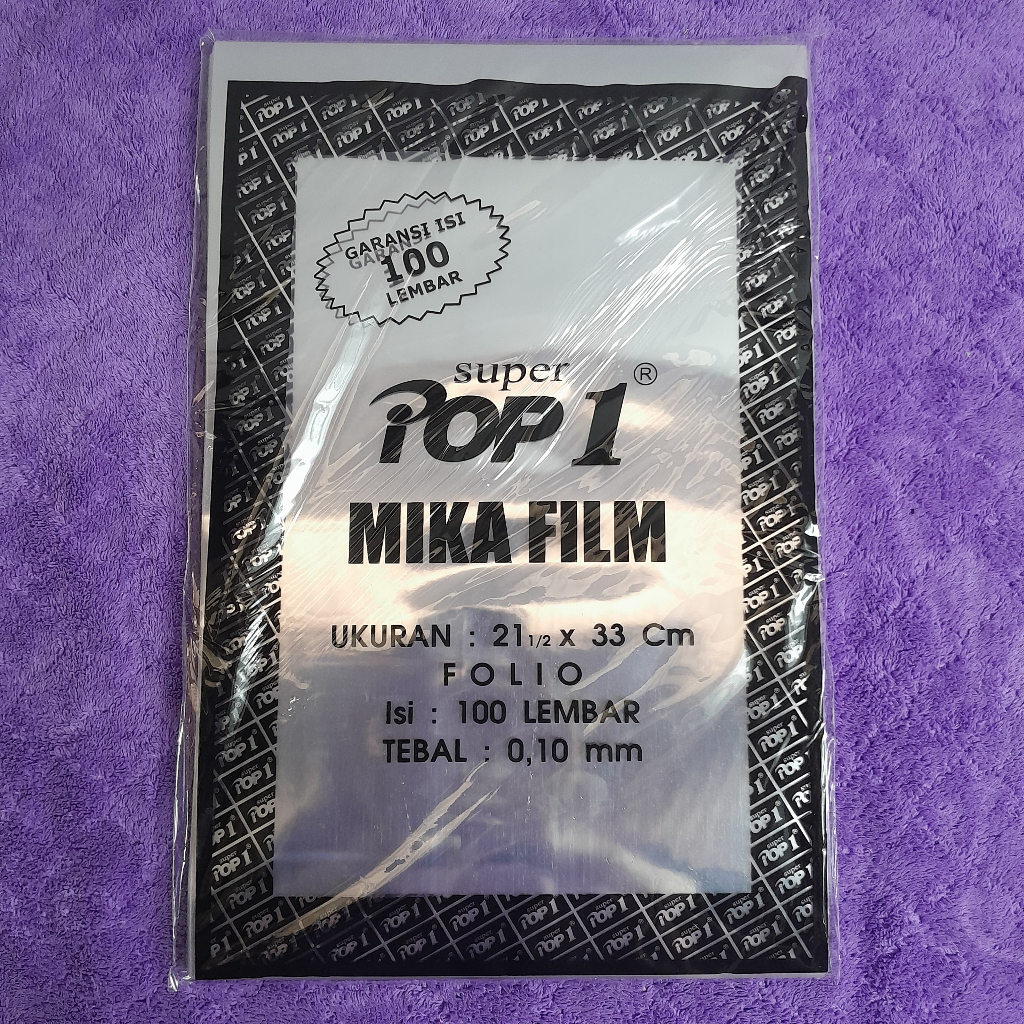 GARANSI ISI
100
LEMBAR
super
POP 1 ®
MIKA FILM
UKURAN : 21 1/2 x 33 Cm
FOLIO
Isi : 100 LEMBAR
TEBAL : 0,10 mm